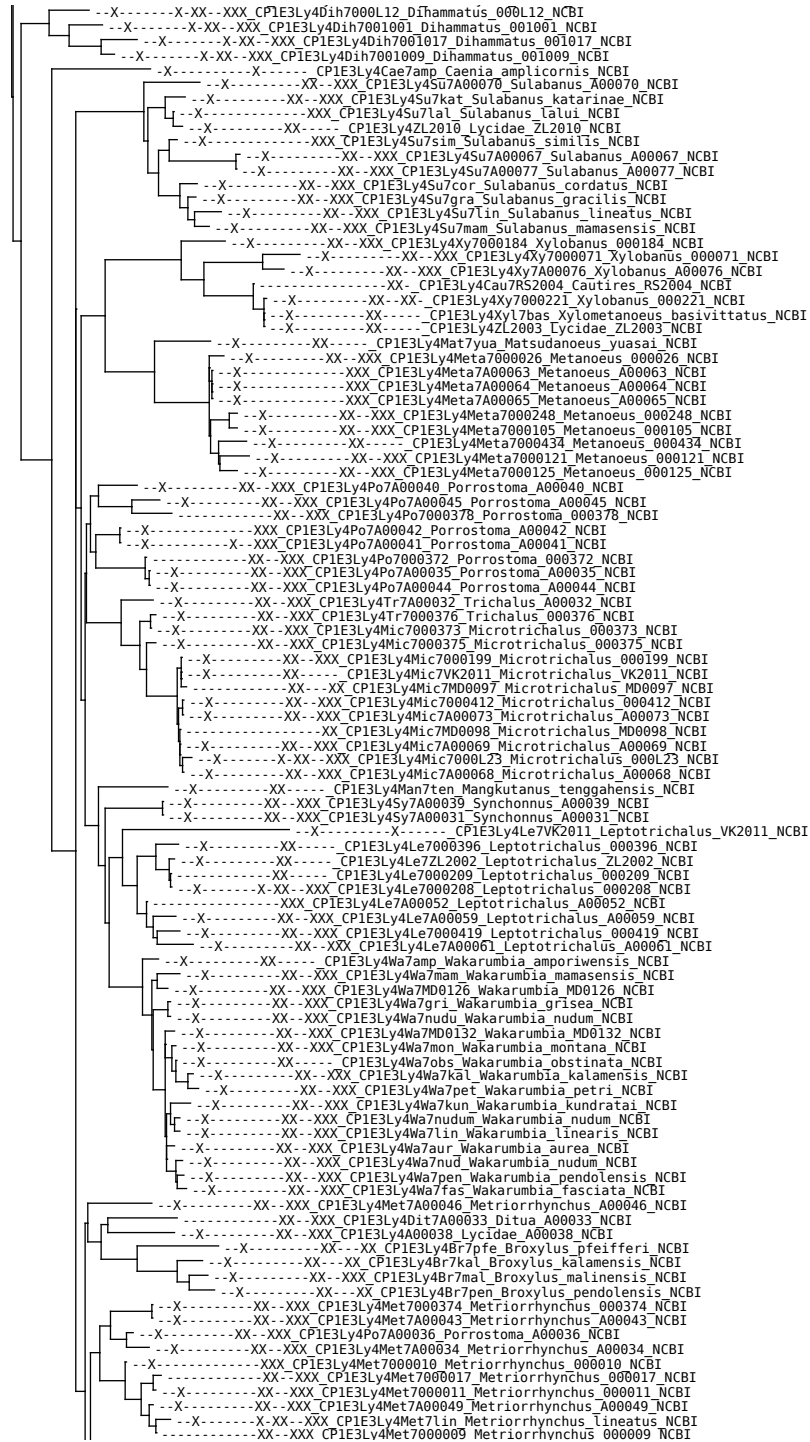 --X---------X-XX--XXX_CP1E3Ly4Dih7000L12_Dihammatus_000L12_NCBI
--X---------X-XX--XXX_CP1E3Ly4Dih7001001_Dihammatus_001001_NCBI
--X---------X-XX--XXX_CP1E3Ly4Dih7001017_Dihammatus_001017_NCBI
--X---------X-XX--XXX_CP1E3Ly4Dih7001009_Dihammatus_001009_NCBI
--X---------X------_CP1E3Ly4Cae7amp_Caenia_amplicornis_NCBI
--X---------XX--XXX_CP1E3Ly4Su7A00070_Sulabanus_A00070_NCBI
--X---------XX--XXX_CP1E3Ly4Su7kat_Sulabanus_katarinae_NCBI
--X-------------XXX_CP1E3Ly4Su7lal_Sulabanus_lalui_NCBI
--X---------XX-----_CP1E3Ly4ZL2010_Lycidae_ZL2010_NCBI
--X-------------XXX_CP1E3Ly4Su7sim_Sulabanus_similis_NCBI
--X---------XX--XXX_CP1E3Ly4Su7A00067_Sulabanus_A00067_NCBI
--X---------XX--XXX_CP1E3Ly4Su7A00077_Sulabanus_A00077_NCBI
--X---------XX--XXX_CP1E3Ly4Su7cor_Sulabanus_cordatus_NCBI
--X---------XX--XXX_CP1E3Ly4Su7gra_Sulabanus_gracilis_NCBI
--X---------XX--XXX_CP1E3Ly4Su7lin_Sulabanus_lineatus_NCBI
--X---------XX--XXX_CP1E3Ly4Su7mam_Sulabanus_mamasensis_NCBI
--X---------XX--XXX_CP1E3Ly4Xy7000184_Xylobanus_000184_NCBI
--X---------XX--XXX_CP1E3Ly4Xy7000071_Xylobanus_000071_NCBI
--X---------XX--XXX_CP1E3Ly4Xy7A00076_Xylobanus_A00076_NCBI
----------------XX-_CP1E3Ly4Cau7RS2004_Cautires_RS2004_NCBI
--X---------XX--XX-_CP1E3Ly4Xy7000221_Xylobanus_000221_NCBI
--X---------XX-----_CP1E3Ly4Xyl7bas_Xylometanoeus_basivittatus_NCBI
--X---------XX-----_CP1E3Ly4ZL2003_Lycidae_ZL2003_NCBI
--X---------XX-----_CP1E3Ly4Mat7yua_Matsudanoeus_yuasai_NCBI
--X---------XX--XXX_CP1E3Ly4Meta7000026_Metanoeus_000026_NCBI
--X-------------XXX_CP1E3Ly4Meta7A00063_Metanoeus_A00063_NCBI
--X-------------XXX_CP1E3Ly4Meta7A00064_Metanoeus_A00064_NCBI
--X-------------XXX_CP1E3Ly4Meta7A00065_Metanoeus_A00065_NCBI
--X---------XX--XXX_CP1E3Ly4Meta7000248_Metanoeus_000248_NCBI
--X---------XX--XXX_CP1E3Ly4Meta7000105_Metanoeus_000105_NCBI
--X---------XX-----_CP1E3Ly4Meta7000434_Metanoeus_000434_NCBI
--X---------XX-----_CP1E3Ly4Meta7000121_Metanoeus_000121_NCBI
--X---------XX--XXX_CP1E3Ly4Meta7000125_Metanoeus_000125_NCBI
--X---------XX--XXX_CP1E3Ly4Po7A00040_Porrostoma_A00040_NCBI
--X---------XX--XXX_CP1E3Ly4Po7A00045_Porrostoma_A00045_NCBI
------------XX--XXX_CP1E3Ly4Po7000378_Porrostoma_000378_NCBI
--X-------------XXX_CP1E3Ly4Po7A00042_Porrostoma_A00042_NCBI
--X----------X--XXX_CP1E3Ly4Po7A00041_Porrostoma_A00041_NCBI
------------XX--XXX_CP1E3Ly4Po7000372_Porrostoma_000372_NCBI
--X---------XX--XXX_CP1E3Ly4Po7A00035_Porrostoma_A00035_NCBI
--X---------XX--XXX_CP1E3Ly4Po7A00044_Porrostoma_A00044_NCBI
--X---------XX--XXX_CP1E3Ly4Tr7A00032_Trichalus_A00032_NCBI
--X---------XX--XXX_CP1E3Ly4Tr7000376_Trichalus_000376_NCBI
--X---------XX--XXX_CP1E3Ly4Mic7000373_Microtrichalus_000373_NCBI
--X---------XX--XXX_CP1E3Ly4Mic7000375_Microtrichalus_000375_NCBI
--X---------XX--XXX_CP1E3Ly4Mic7000199_Microtrichalus_000199_NCBI
--X---------XX-----_CP1E3Ly4Mic7VK2011_Microtrichalus_VK2011_NCBI
------------XX---XX_CP1E3Ly4Mic7MD0097_Microtrichalus_MD0097_NCBI
--X---------XX--XXX_CP1E3Ly4Mic7000412_Microtrichalus_000412_NCBI
--X---------XX--XXX_CP1E3Ly4Mic7A00073_Microtrichalus_A00073_NCBI
-----------------XX_CP1E3Ly4Mic7MD0098_Microtrichalus_MD0098_NCBI
--X---------XX--XXX_CP1E3Ly4Mic7A00069_Microtrichalus_A00069_NCBI
--X---------X-XX--XXX_CP1E3Ly4Mic7000L23_Microtrichalus_000L23_NCBI
--X---------XX--XXX_CP1E3Ly4Mic7A00068_Microtrichalus_A00068_NCBI
--X---------XX-----_CP1E3Ly4Man7ten_Mangkutanus_tenggahensis_NCBI
--X---------XX--XXX_CP1E3Ly4Sy7A00039_Synchonnus_A00039_NCBI
--X---------XX--XXX_CP1E3Ly4Sy7A00031_Synchonnus_A00031_NCBI
--X---------X------_CP1E3Ly4Le7VK2011_Leptotrichalus_VK2011_NCBI
--X---------XX-----_CP1E3Ly4Le7000396_Leptotrichalus_000396_NCBI
--X---------XX-----_CP1E3Ly4Le7ZL2002_Leptotrichalus_ZL2002_NCBI
------------XX-----_CP1E3Ly4Le7000209_Leptotrichalus_000209_NCBI
--X---------X-XX--XXX_CP1E3Ly4Le7000208_Leptotrichalus_000208_NCBI
----------------XXX_CP1E3Ly4Le7A00052_Leptotrichalus_A00052_NCBI
--X---------XX--XXX_CP1E3Ly4Le7A00059_Leptotrichalus_A00059_NCBI
--X---------XX--XXX_CP1E3Ly4Le7000419_Leptotrichalus_000419_NCBI
--X---------XX--XXX_CP1E3Ly4Le7A00061_Leptotrichalus_A00061_NCBI
--X---------XX-----_CP1E3Ly4Wa7amp_Wakarumbia_amporiwensis_NCBI
--X---------XX--XXX_CP1E3Ly4Wa7mam_Wakarumbia_mamasensis_NCBI
--X---------XX--XXX_CP1E3Ly4Wa7MD0126_Wakarumbia_MD0126_NCBI
--X---------XX--XXX_CP1E3Ly4Wa7gri_Wakarumbia_grisea_NCBI
--X---------XX--XXX_CP1E3Ly4Wa7nudu_Wakarumbia_nudum_NCBI
--X---------XX--XXX_CP1E3Ly4Wa7MD0132_Wakarumbia_MD0132_NCBI
--X---------XX--XXX_CP1E3Ly4Wa7mon_Wakarumbia_montana_NCBI
--X---------XX-----_CP1E3Ly4Wa7obs_Wakarumbia_obstinata_NCBI
--X---------XX--XXX_CP1E3Ly4Wa7kal_Wakarumbia_kalamensis_NCBI
--X---------XX--XXX_CP1E3Ly4Wa7pet_Wakarumbia_petri_NCBI
--X---------XX--XXX_CP1E3Ly4Wa7kun_Wakarumbia_kundratai_NCBI
--X---------XX--XXX_CP1E3Ly4Wa7nudum_Wakarumbia_nudum_NCBI
--X---------XX--XXX_CP1E3Ly4Wa7lin_Wakarumbia_linearis_NCBI
--X---------XX--XXX_CP1E3Ly4Wa7aur_Wakarumbia_aurea_NCBI
--X---------XX--XXX_CP1E3Ly4Wa7nud_Wakarumbia_nudum_NCBI
--X---------XX--XXX_CP1E3Ly4Wa7pen_Wakarumbia_pendolensis_NCBI
--X---------XX--XXX_CP1E3Ly4Wa7fas_Wakarumbia_fasciata_NCBI
--X---------XX--XXX_CP1E3Ly4Met7A00046_Metriorrhynchus_A00046_NCBI
------------XX--XXX_CP1E3Ly4Dit7A00033_Ditua_A00033_NCBI
--X---------XX--XXX_CP1E3Ly4A00038_Lycidae_A00038_NCBI
--X---------XX---XX_CP1E3Ly4Br7pfe_Broxylus_pfeifferi_NCBI
--X---------XX---XX_CP1E3Ly4Br7kal_Broxylus_kalamensis_NCBI
--X---------XX--XXX_CP1E3Ly4Br7mal_Broxylus_malinensis_NCBI
--X---------XX---XX_CP1E3Ly4Br7pen_Broxylus_pendolensis_NCBI
--X---------XX--XXX_CP1E3Ly4Met7000374_Metriorrhynchus_000374_NCBI
--X---------XX--XXX_CP1E3Ly4Met7A00043_Metriorrhynchus_A00043_NCBI
--X---------XX--XXX_CP1E3Ly4Po7A00036_Porrostoma_A00036_NCBI
--X---------XX--XXX_CP1E3Ly4Met7A00034_Metriorrhynchus_A00034_NCBI
--X-------------XXX_CP1E3Ly4Met7000010_Metriorrhynchus_000010_NCBI
------------XX--XXX_CP1E3Ly4Met7000017_Metriorrhynchus_000017_NCBI
--X---------XX--XXX_CP1E3Ly4Met7000011_Metriorrhynchus_000011_NCBI
--X---------XX--XXX_CP1E3Ly4Met7A00049_Metriorrhynchus_A00049_NCBI
--X---------X-XX--XXX_CP1E3Ly4Met7lin_Metriorrhynchus_lineatus_NCBI
------------XX--XXX_CP1E3Ly4Met7000009_Metriorrhynchus_000009_NCBI